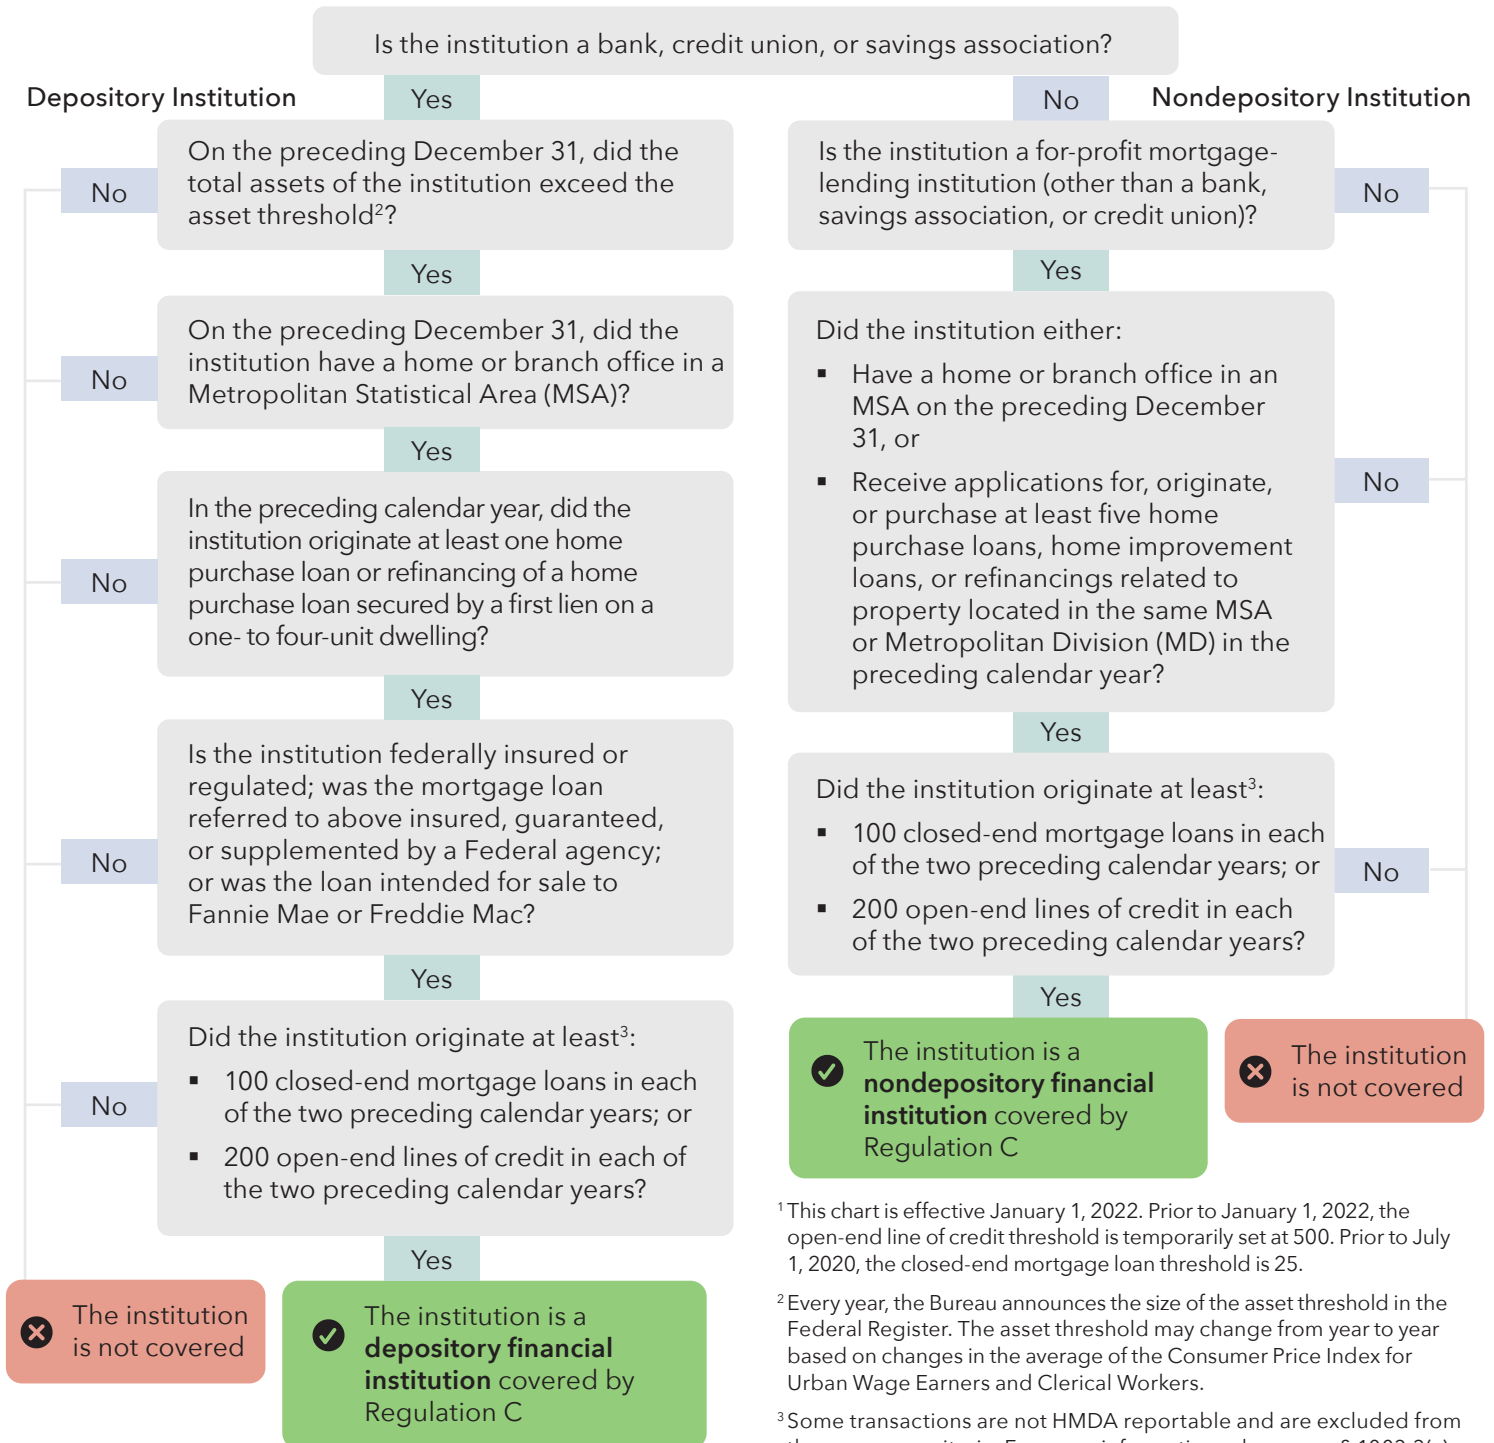 Is the institution a bank, credit union, or savings association?
Depository Institution
Yes
No
Nondepository Institution
On the preceding December 31, did the
total assets of the institution exceed the
asset threshold²?
No
Yes
On the preceding December 31, did the
institution have a home or branch office in a
Metropolitan Statistical Area (MSA)?
No
Yes
In the preceding calendar year, did the
institution originate at least one home
purchase loan or refinancing of a home
purchase loan secured by a first lien on a
one- to four-unit dwelling?
No
Yes
Is the institution federally insured or
regulated; was the mortgage loan
referred to above insured, guaranteed,
or supplemented by a Federal agency;
or was the loan intended for sale to
Fannie Mae or Freddie Mac?
No
Yes
Did the institution originate at least³:
▪ 100 closed-end mortgage loans in each
of the two preceding calendar years; or
▪ 200 open-end lines of credit in each of
the two preceding calendar years?
No
Yes
The institution
is not covered
The institution is a
depository financial
institution covered by
Regulation C
Is the institution a for-profit mortgage-
lending institution (other than a bank,
savings association, or credit union)?
No
Yes
Did the institution either:
▪ Have a home or branch office in an
MSA on the preceding December
31, or
▪ Receive applications for, originate,
or purchase at least five home
purchase loans, home improvement
loans, or refinancings related to
property located in the same MSA
or Metropolitan Division (MD) in the
preceding calendar year?
No
Yes
Did the institution originate at least³:
▪ 100 closed-end mortgage loans in each
of the two preceding calendar years; or
▪ 200 open-end lines of credit in each
of the two preceding calendar years?
No
Yes
The institution is a
nondepository financial
institution covered by
Regulation C
The institution
is not covered
¹ This chart is effective January 1, 2022. Prior to January 1, 2022, the
open-end line of credit threshold is temporarily set at 500. Prior to July
1, 2020, the closed-end mortgage loan threshold is 25.
² Every year, the Bureau announces the size of the asset threshold in the
Federal Register. The asset threshold may change from year to year
based on changes in the average of the Consumer Price Index for
Urban Wage Earners and Clerical Workers.
³ Some transactions are not HMDA reportable and are excluded from